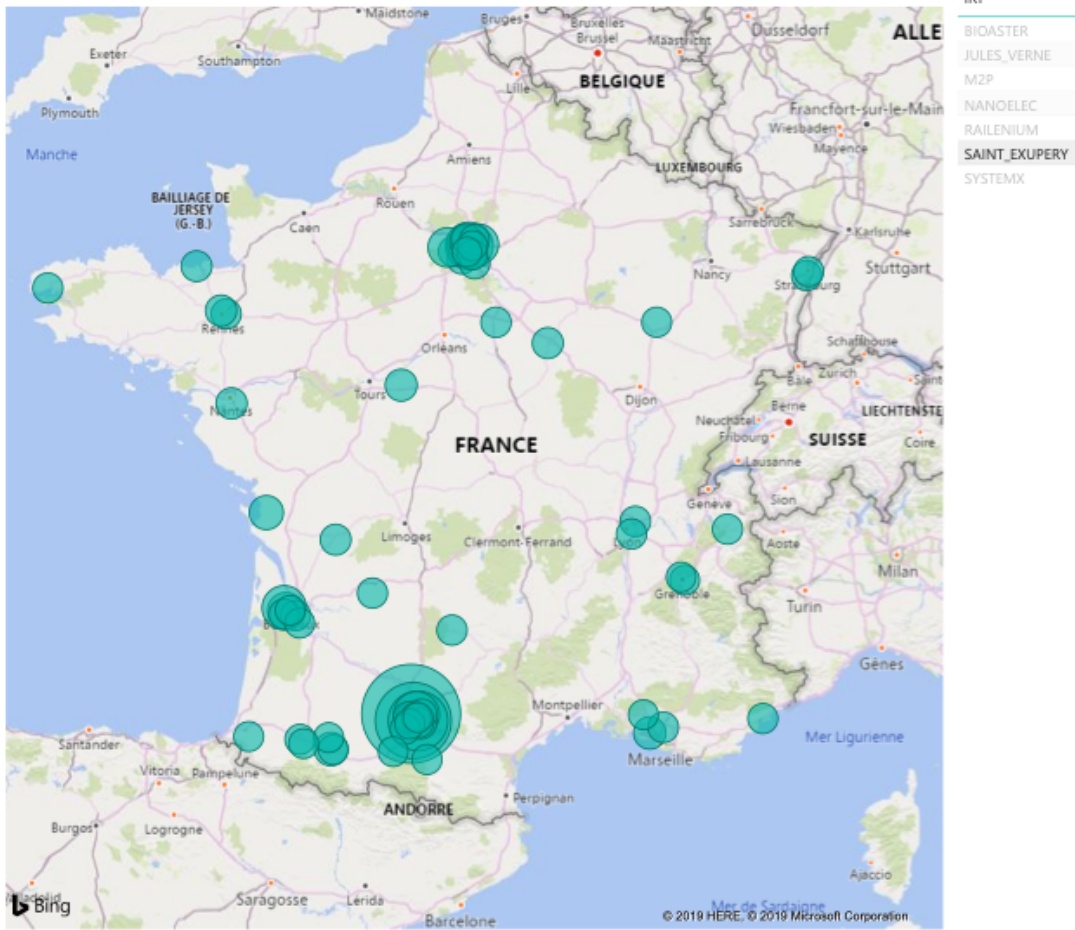 Maidstone
Bruges
Bruxelles
Brussel
Maastricht
Düsseldorf
ALLE
Exeter
Southampton
Lille
BELGIQUE
Plymouth
Francfort-sur-le-Main
Wiesbaden
Mayence
Manche
Amiens
LUXEMBOURG
BAILLIAGE DE
JERSEY
(G.-B.)
Rouen
Caen
Sarrebruck
Karlsruhe
Nancy
Stuttgart
Rennes
Orléans
Schaffhouse
Tours
Dijon
Bâle
Zurich
Saint
Nantes
Neuchâtel
Berne
LIECHTENSTE
FRANCE
Fribourg
SUISSE
Coire
Lausanne
Genève
Sion
Limoges
Clermont-Ferrand
Lyon
Aoste
Milan
Grenoble
Turin
Gênes
Montpellier
Santander
Mer Ligurienne
Marseille
Vitoria
Pampelune
Perpignan
ANDORRE
Burgos
Logrogne
Ajaccio
Saragosse
Lerida
Bing
Mer de Sardaigne
© 2019 HERE, © 2019 Microsoft Corporation
Barcelone
BIOASTER
JULES_VERNE
M2P
NANOELEC
RAILENIUM
SAINT_EXUPERY
SYSTEMX